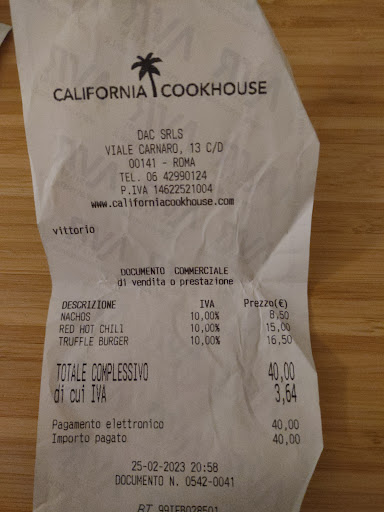 CALIFORNIA COOKHOUSE
DAC SRLS
VIALE CARNARO, 13 C/D
00141 - ROMA
TEL. 06 42990124
P.IVA 14622521004
www.californiacookhouse.com
vittorio
DOCUMENTO COMMERCIALE
di vendita o prestazione
DESCRIZIONE IVA Prezzo(€)
NACHOS 10,00% 8,50
RED HOT CHILI 10,00% 15,00
TRUFFLE BURGER 10,00% 16,50
TOTALE COMPLESSIVO 40,00
di cui IVA 3,64
Pagamento elettronico 40,00
Importo pagato 40,00
25-02-2023 20:58
DOCUMENTO N. 0542-0041
RT 99IEB028501